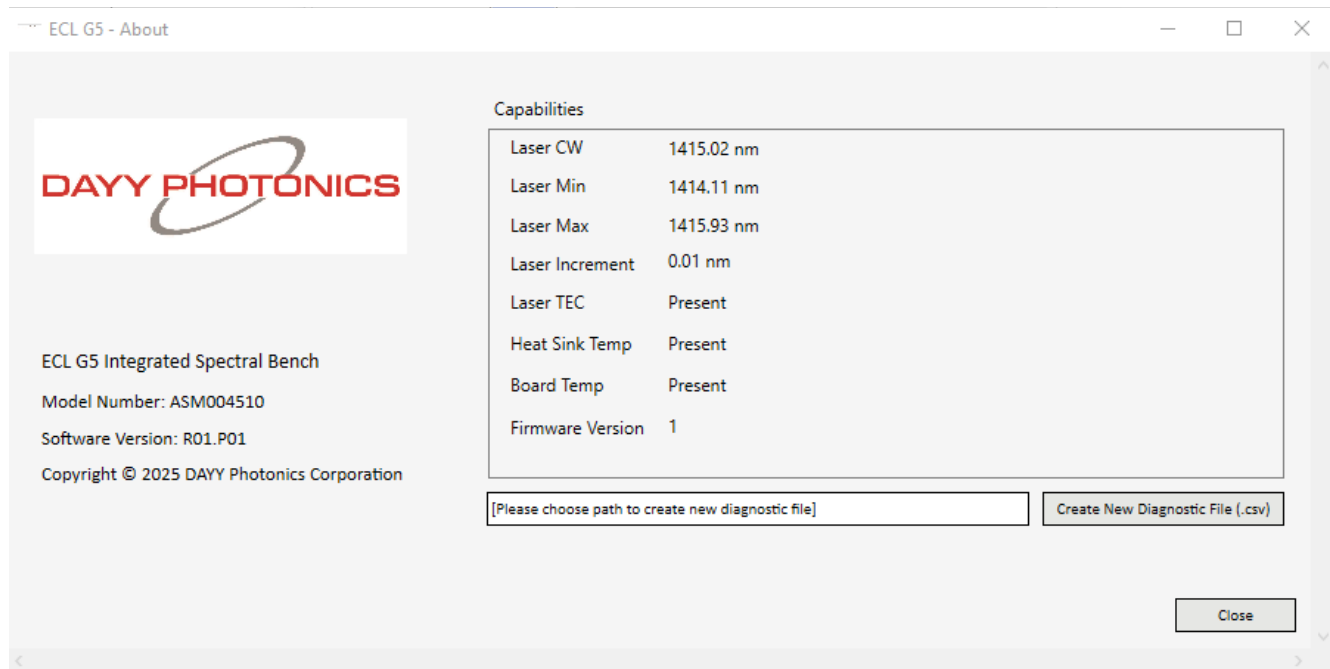 ECL G5 - About
DAYY PHOTONICS
ECL G5 Integrated Spectral Bench
Model Number: ASM004510
Software Version: R01.P01
Copyright © 2025 DAYY Photonics Corporation
Capabilities
Laser CW 1415.02 nm
Laser Min 1414.11 nm
Laser Max 1415.93 nm
Laser Increment 0.01 nm
Laser TEC Present
Heat Sink Temp Present
Board Temp Present
Firmware Version 1
[Please choose path to create new diagnostic file] Create New Diagnostic File (.csv)
Close